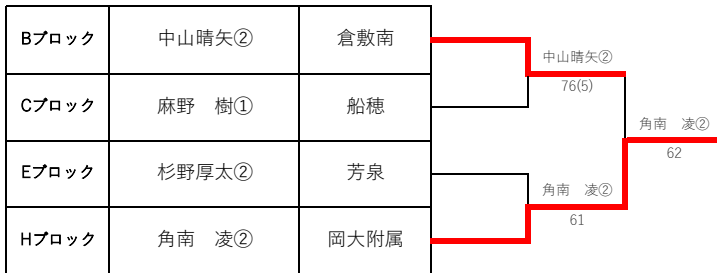 Bブロック 中山晴矢② 倉敷南
中山晴矢②
76(5)
Cブロック 麻野　樹① 船穂
角南　凌②
62
Eブロック 杉野厚太② 芳泉
角南　凌②
61
Hブロック 角南　凌② 岡大附属